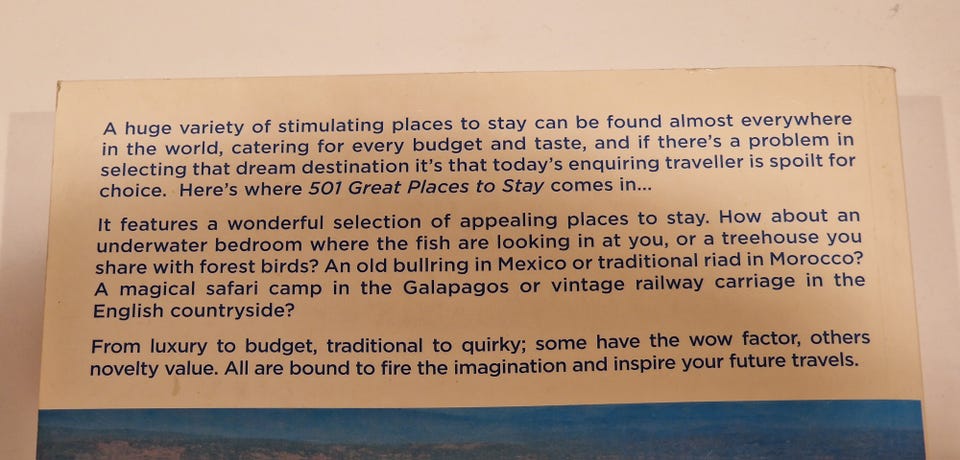 A huge variety of stimulating places to stay can be found almost everywhere
in the world, catering for every budget and taste, and if there's a problem in
selecting that dream destination it's that today's enquiring traveller is spoilt for
choice. Here's where 501 Great Places to Stay comes in...
It features a wonderful selection of appealing places to stay. How about an
underwater bedroom where the fish are looking in at you, or a treehouse you
share with forest birds? An old bullring in Mexico or traditional riad in Morocco?
A magical safari camp in the Galapagos or vintage railway carriage in the
English countryside?
From luxury to budget, traditional to quirky; some have the wow factor, others
novelty value. All are bound to fire the imagination and inspire your future travels.